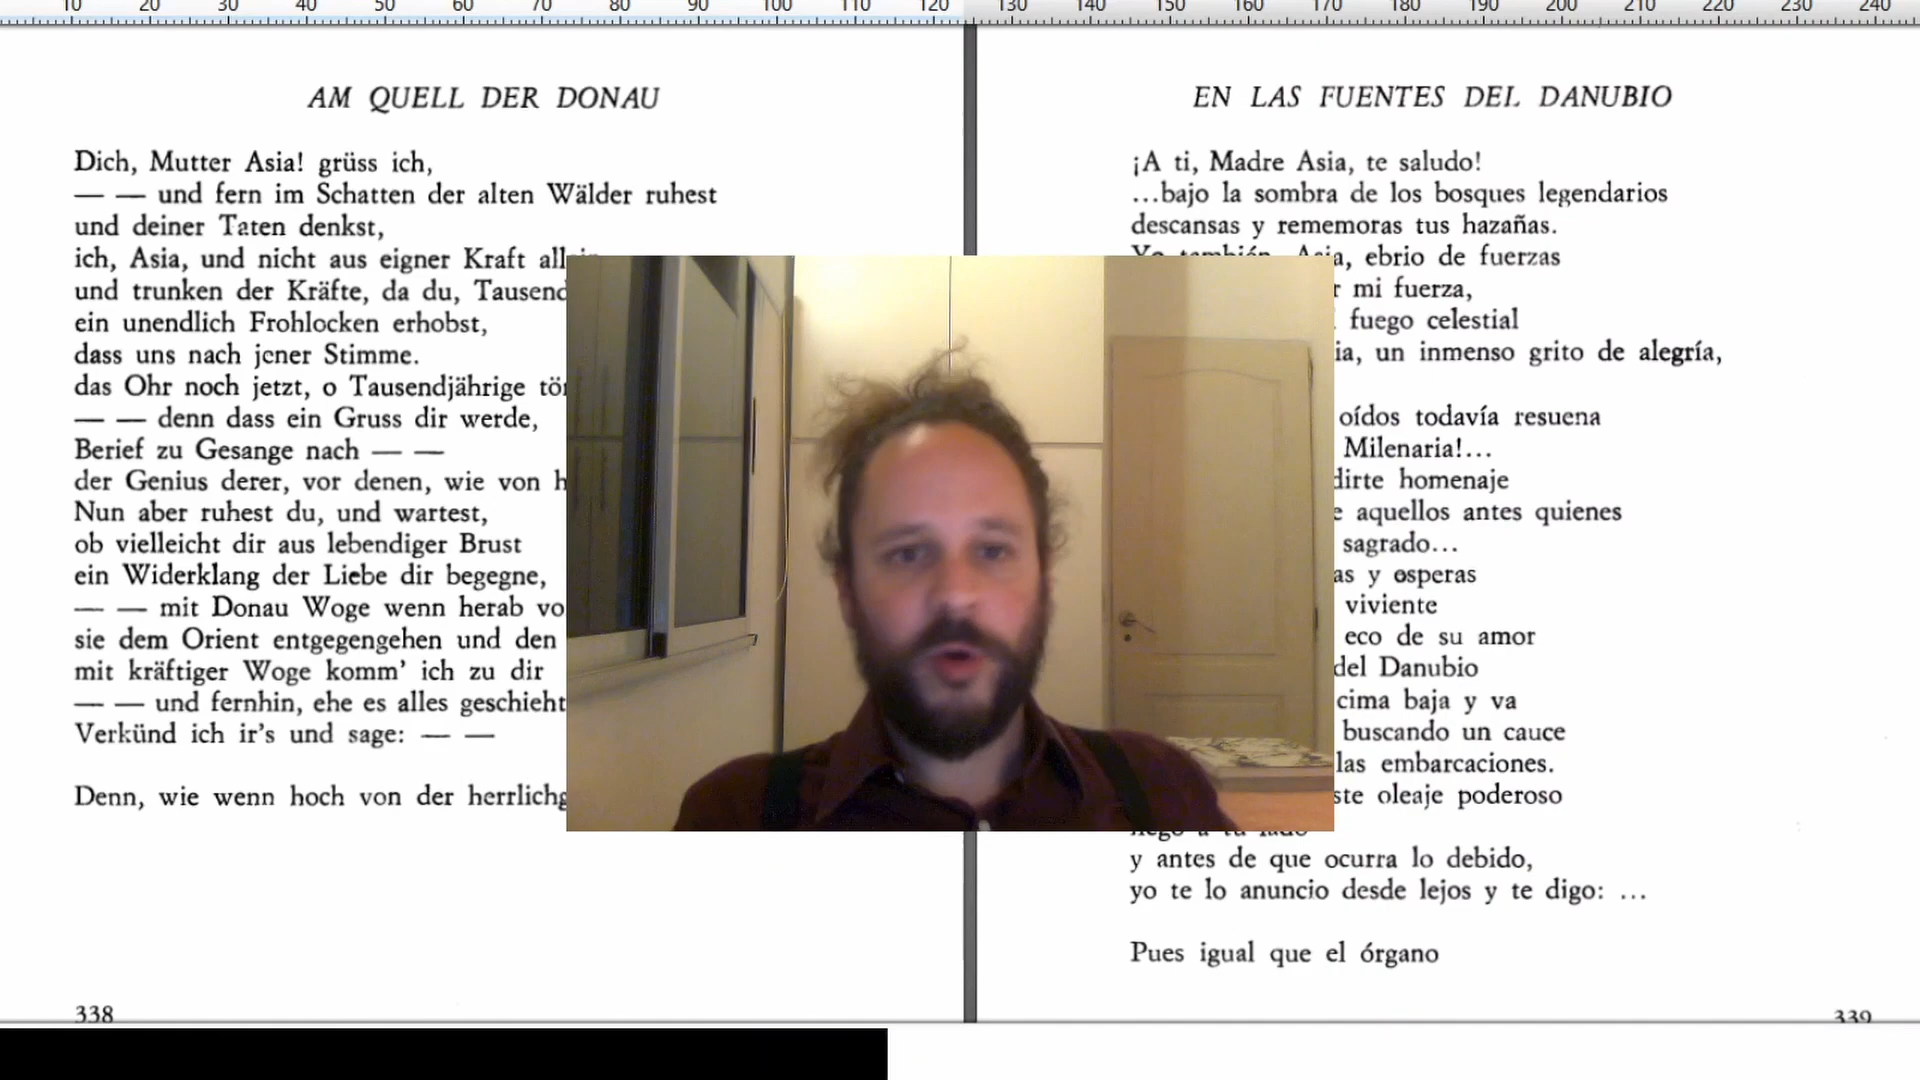 10 20 30 40 50 60 70 80 90 100 110 120 130 140 150 160 170 180 190 200 210 220 230 240
AM QUELL DER DONAU
Dich, Mutter Asia! grüss ich,
— — und fern im Schatten der alten Wälder ruhest
und deiner Taten denkst,
ich, Asia, und nicht aus eigner Kraft allein
und trunken der Kräfte, da du,
ein unendlich Frohlocken erhobst,
dass uns nach jener Stimme.
das Ohr noch jetzt, o Tausendjährige
— — denn dass ein Gruss dir werde,
Berief zu Gesange nach — —
der Genius derer, vor denen, wie von
Nun aber ruhest du, und wartest,
ob vielleicht dir aus lebendiger Brust
ein Widerklang der Liebe dir begegne,
— — mit Donau Woge wenn herab
sie dem Orient entgegengehen und den
mit kräftiger Woge komm' ich zu dir
— — und fernhin, ehe es alles geschieht
Verkünd ich ir's und sage: — —
Denn, wie wenn hoch von der
338
EN LAS FUENTES DEL DANUBIO
¡A ti, Madre Asia, te saludo!
...bajo la sombra de los bosques legendarios
descansas y rememoras tus hazañas.
Yo también, Asia, ebrio de fuerzas
mi fuerza,
fuego celestial
un inmenso grito de alegría,
oídos todavía resuena
Milenaria!...
homenaje
aquellos antes quienes
sagrado...
y esperas
viviente
eco de su amor
del Danubio
cima baja y va
buscando un cauce
las embarcaciones.
oleaje poderoso
llego a tu lado
y antes de que ocurra lo debido,
yo te lo anuncio desde lejos y te digo: ...
Pues igual que el órgano
339